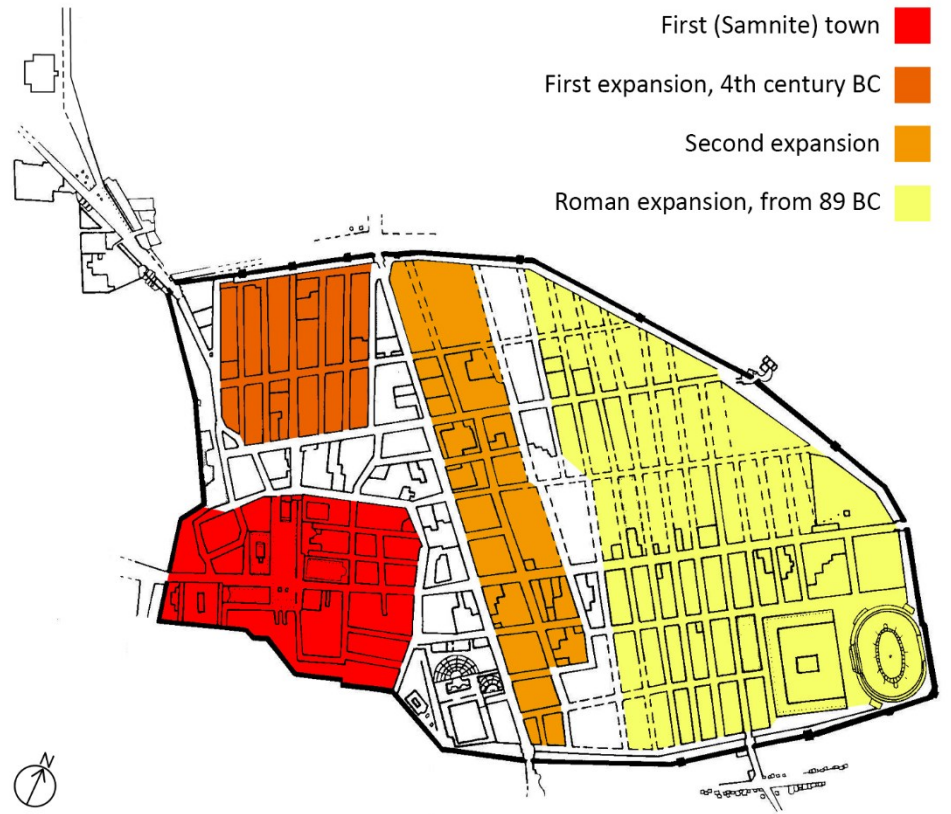 First (Samnite) town
First expansion, 4th century BC
Second expansion
Roman expansion, from 89 BC
N